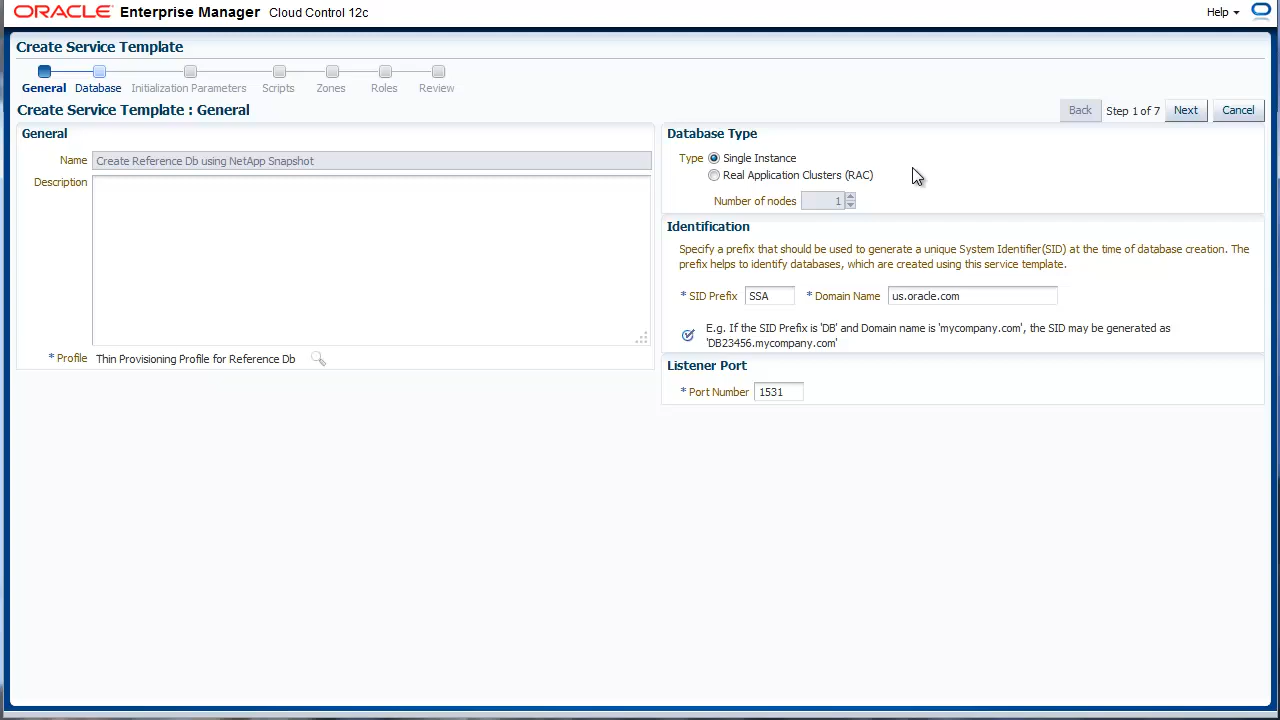 ORACLE Enterprise Manager Cloud Control 12c
Help
Create Service Template
General Database Initialization Parameters Scripts Zones Roles Review
Create Service Template : General
Back Step 1 of 7 Next Cancel
General
Name Create Reference Db using NetApp Snapshot
Description
* Profile Thin Provisioning Profile for Reference Db
Database Type
Type Single Instance
Real Application Clusters (RAC)
Number of nodes 1
Identification
Specify a prefix that should be used to generate a unique System Identifier(SID) at the time of database creation. The
prefix helps to identify databases, which are created using this service template.
* SID Prefix SSA * Domain Name us.oracle.com
E.g. If the SID Prefix is 'DB' and Domain name is 'mycompany.com', the SID may be generated as
'DB23456.mycompany.com'
Listener Port
* Port Number 1531